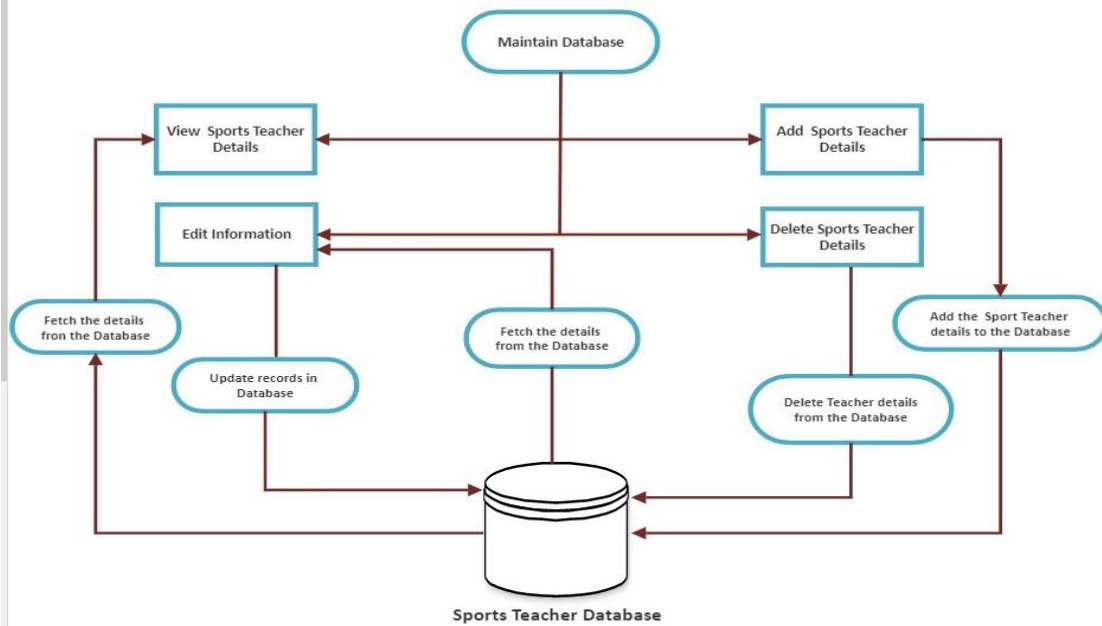 Maintain Database
View Sports Teacher
Details
Add Sports Teacher
Details
Edit Information
Delete Sports Teacher
Details
Fetch the details
fron the Database
Fetch the details
from the Database
Add the Sport Teacher
details to the Database
Update records in
Database
Delete Teacher details
from the Database
Sports Teacher Database